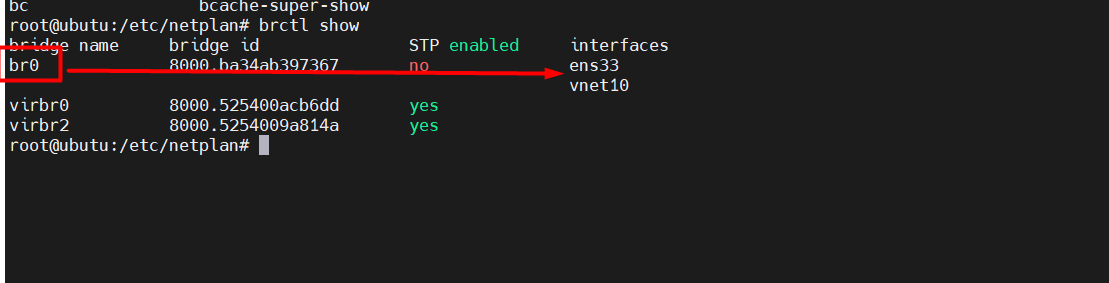 bc bcache-super-show
root@ubutu:/etc/netplan# brctl show
bridge name bridge id STP enabled interfaces
br0 8000.ba34ab397367 no ens33
vnet10
virbr0 8000.525400acb6dd yes
virbr2 8000.5254009a814a yes
root@ubutu:/etc/netplan#